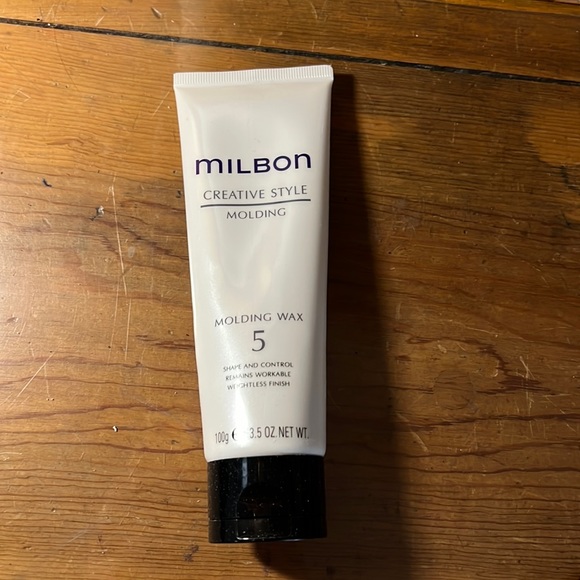 MILBON
CREATIVE STYLE
MOLDING
MOLDING WAX
5
SHAPE AND CONTROL
REMAINS WORKABLE
WEIGHTLESS FINISH
100g ℮ 3.5 OZ. NET WT.